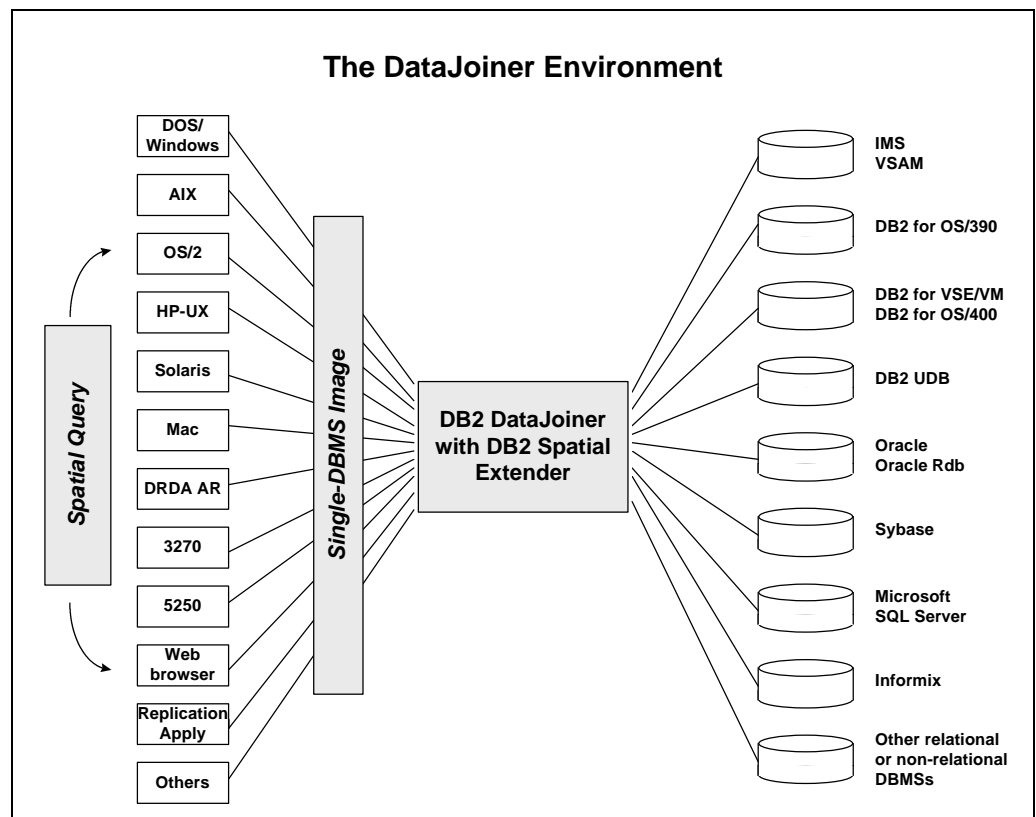 The DataJoiner Environment
DOS/
Windows
AIX
OS/2
HP-UX
Solaris
Mac
DRDA AR
3270
5250
Web
browser
Replication
Apply
Others
Spatial Query
Single-DBMS Image
DB2 DataJoiner
with DB2 Spatial
Extender
IMS
VSAM
DB2 for OS/390
DB2 for VSE/VM
DB2 for OS/400
DB2 UDB
Oracle
Oracle Rdb
Sybase
Microsoft
SQL Server
Informix
Other relational
or non-relational
DBMSs